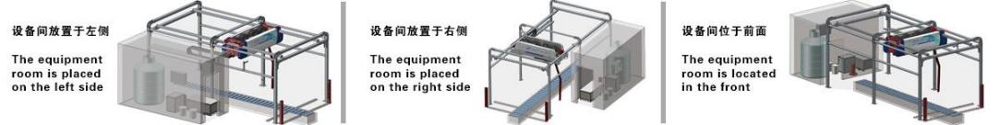 设备间放置于左侧
The equipment
room is placed
on the left side
设备间放置于右侧
The equipment
room is placed
on the right side
设备间位于前面
The equipment
room is located
in the front